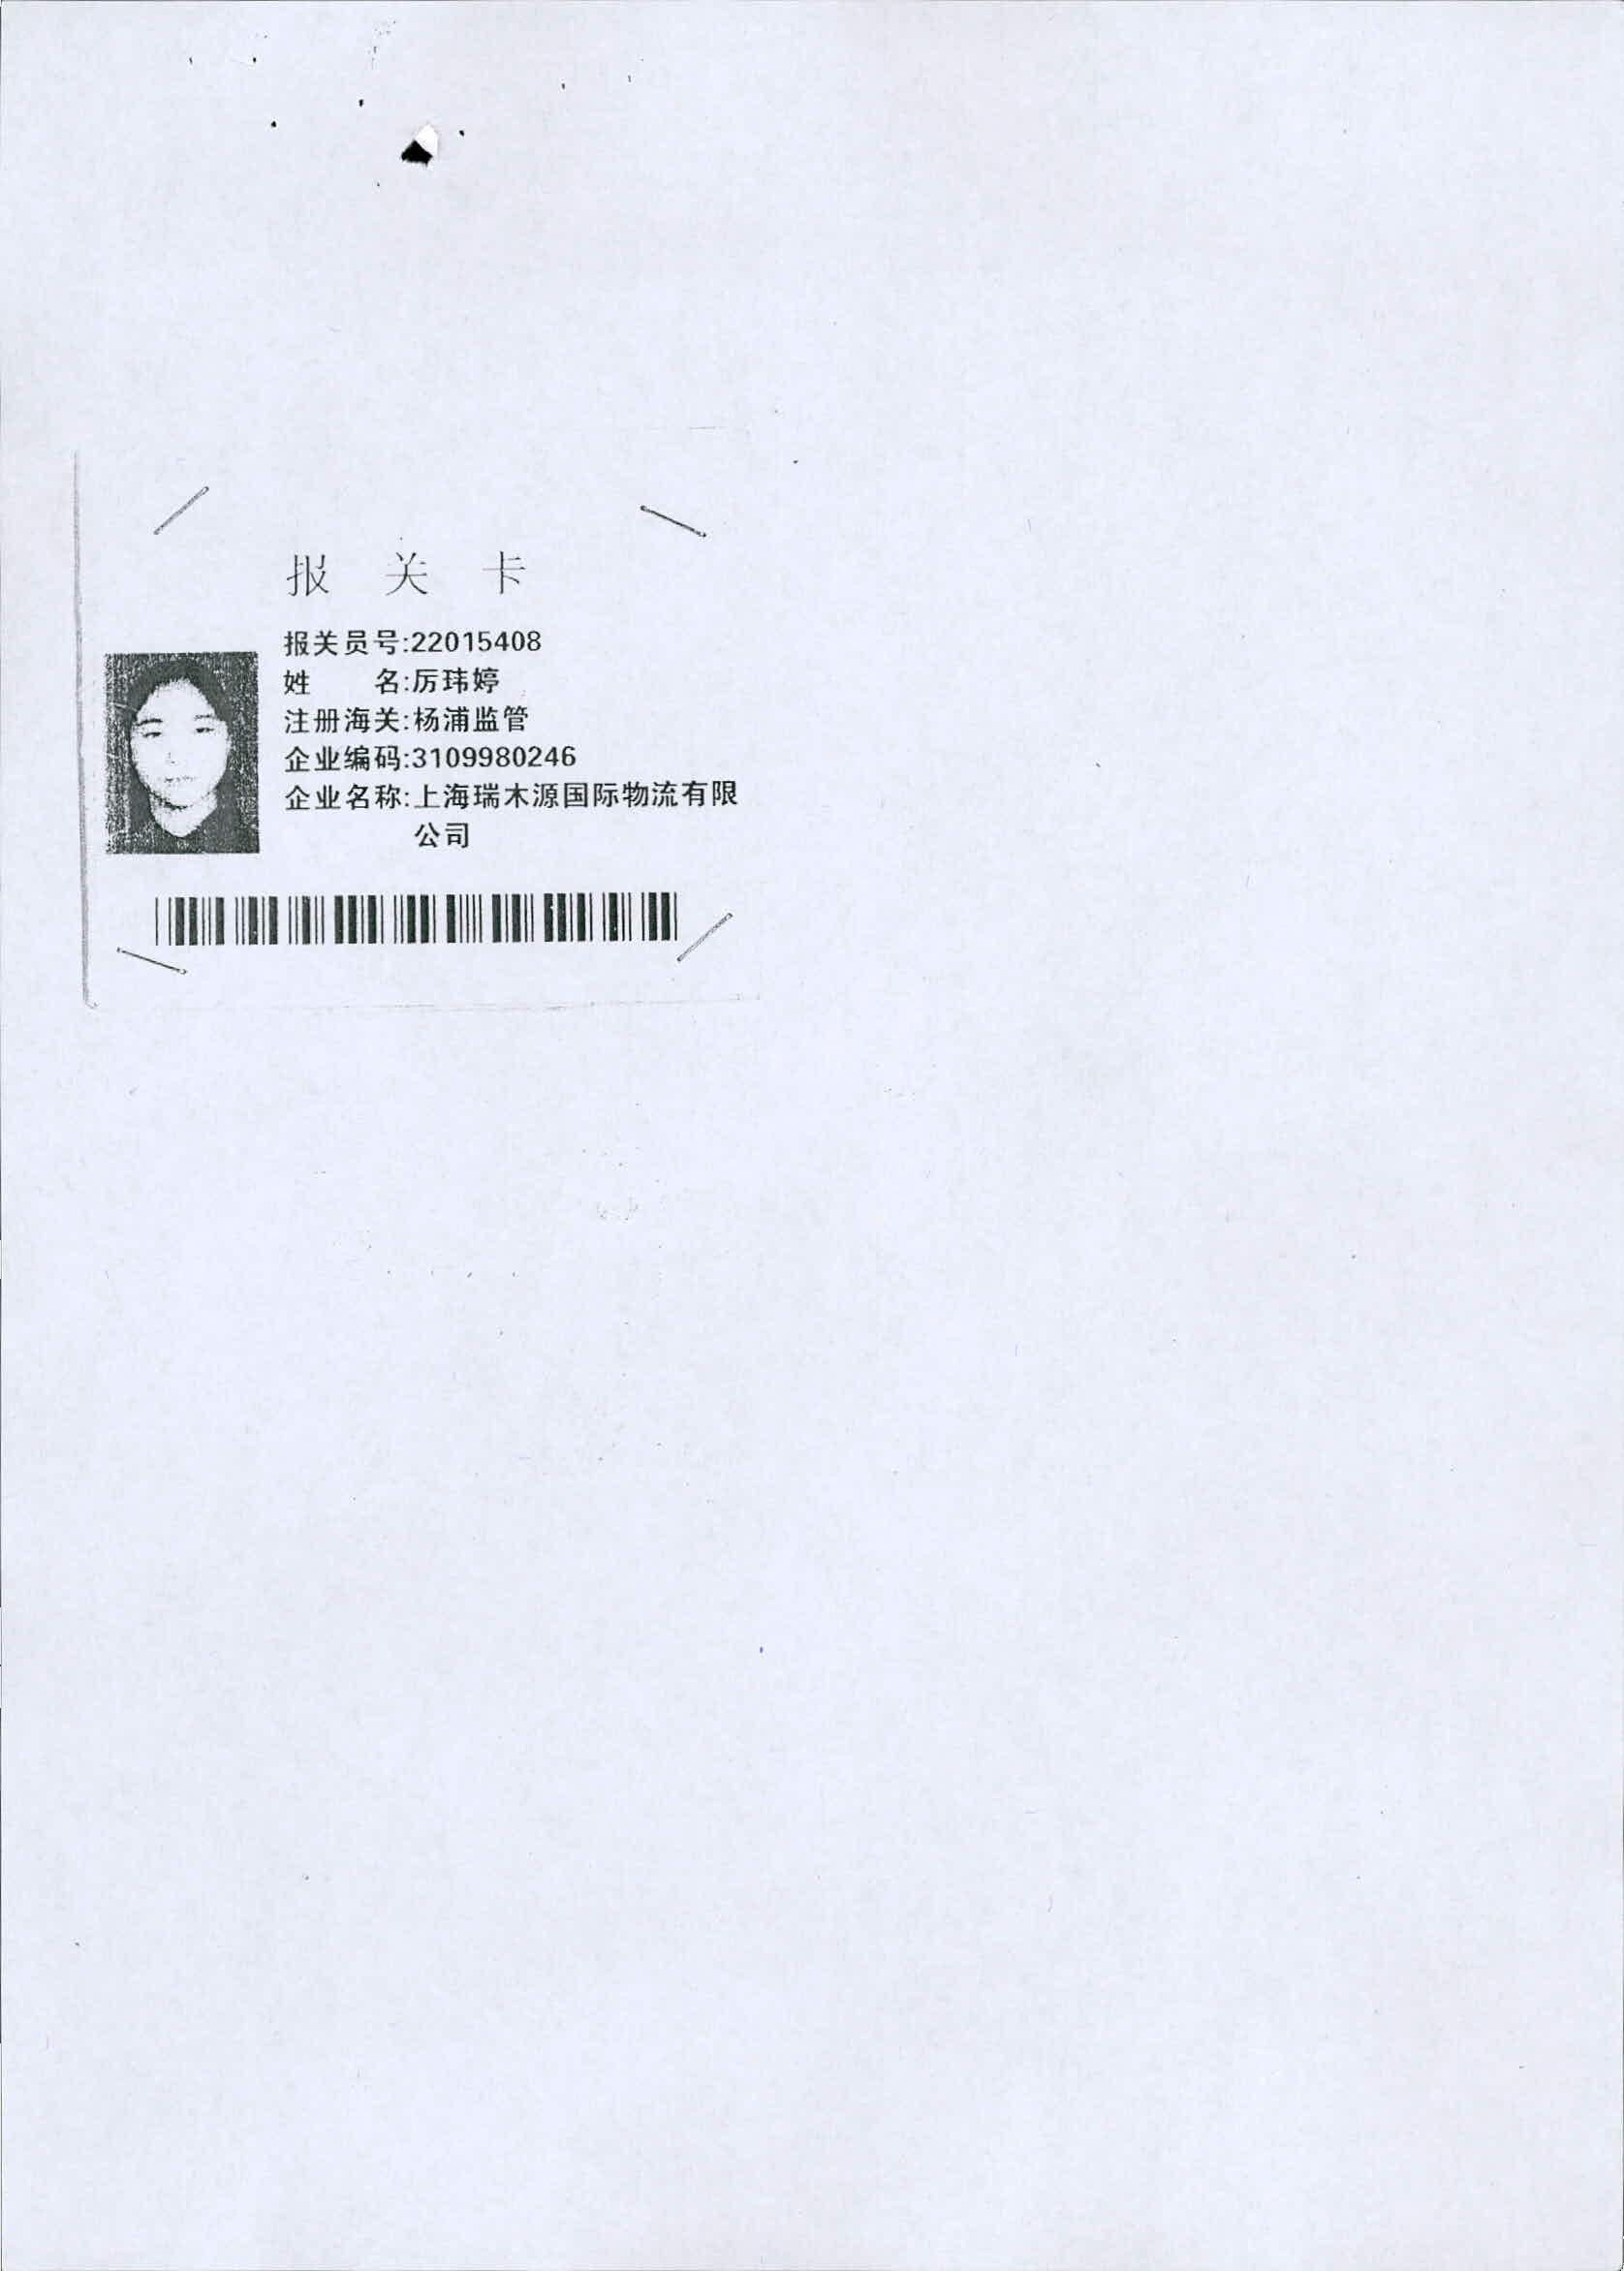 报 关 卡
报关员号:22015408
姓 名:厉玮婷
注册海关:杨浦监管
企业编码:3109980246
企业名称:上海瑞木源国际物流有限
公司